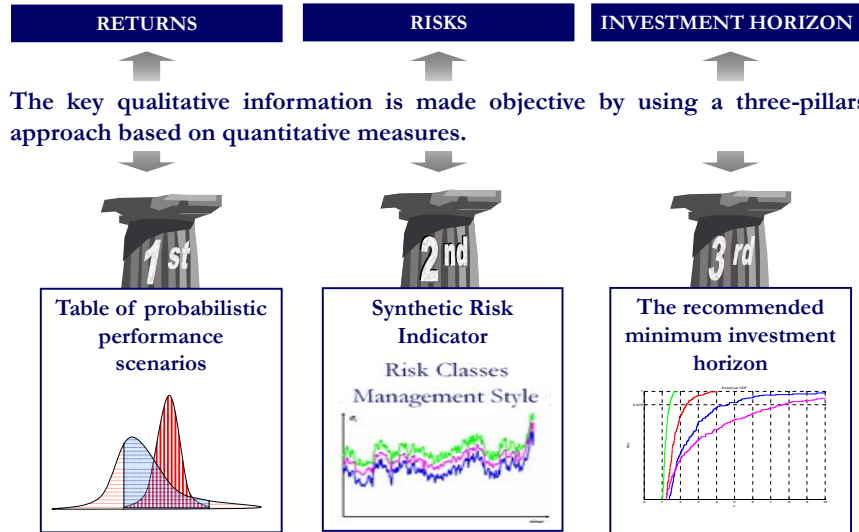 RETURNS
RISKS
INVESTMENT HORIZON
The key qualitative information is made objective by using a three-pillars
approach based on quantitative measures.
1st
2nd
3rd
Table of probabilistic
performance
scenarios
Synthetic Risk
Indicator
Risk Classes
Management Style
The recommended
minimum investment
horizon